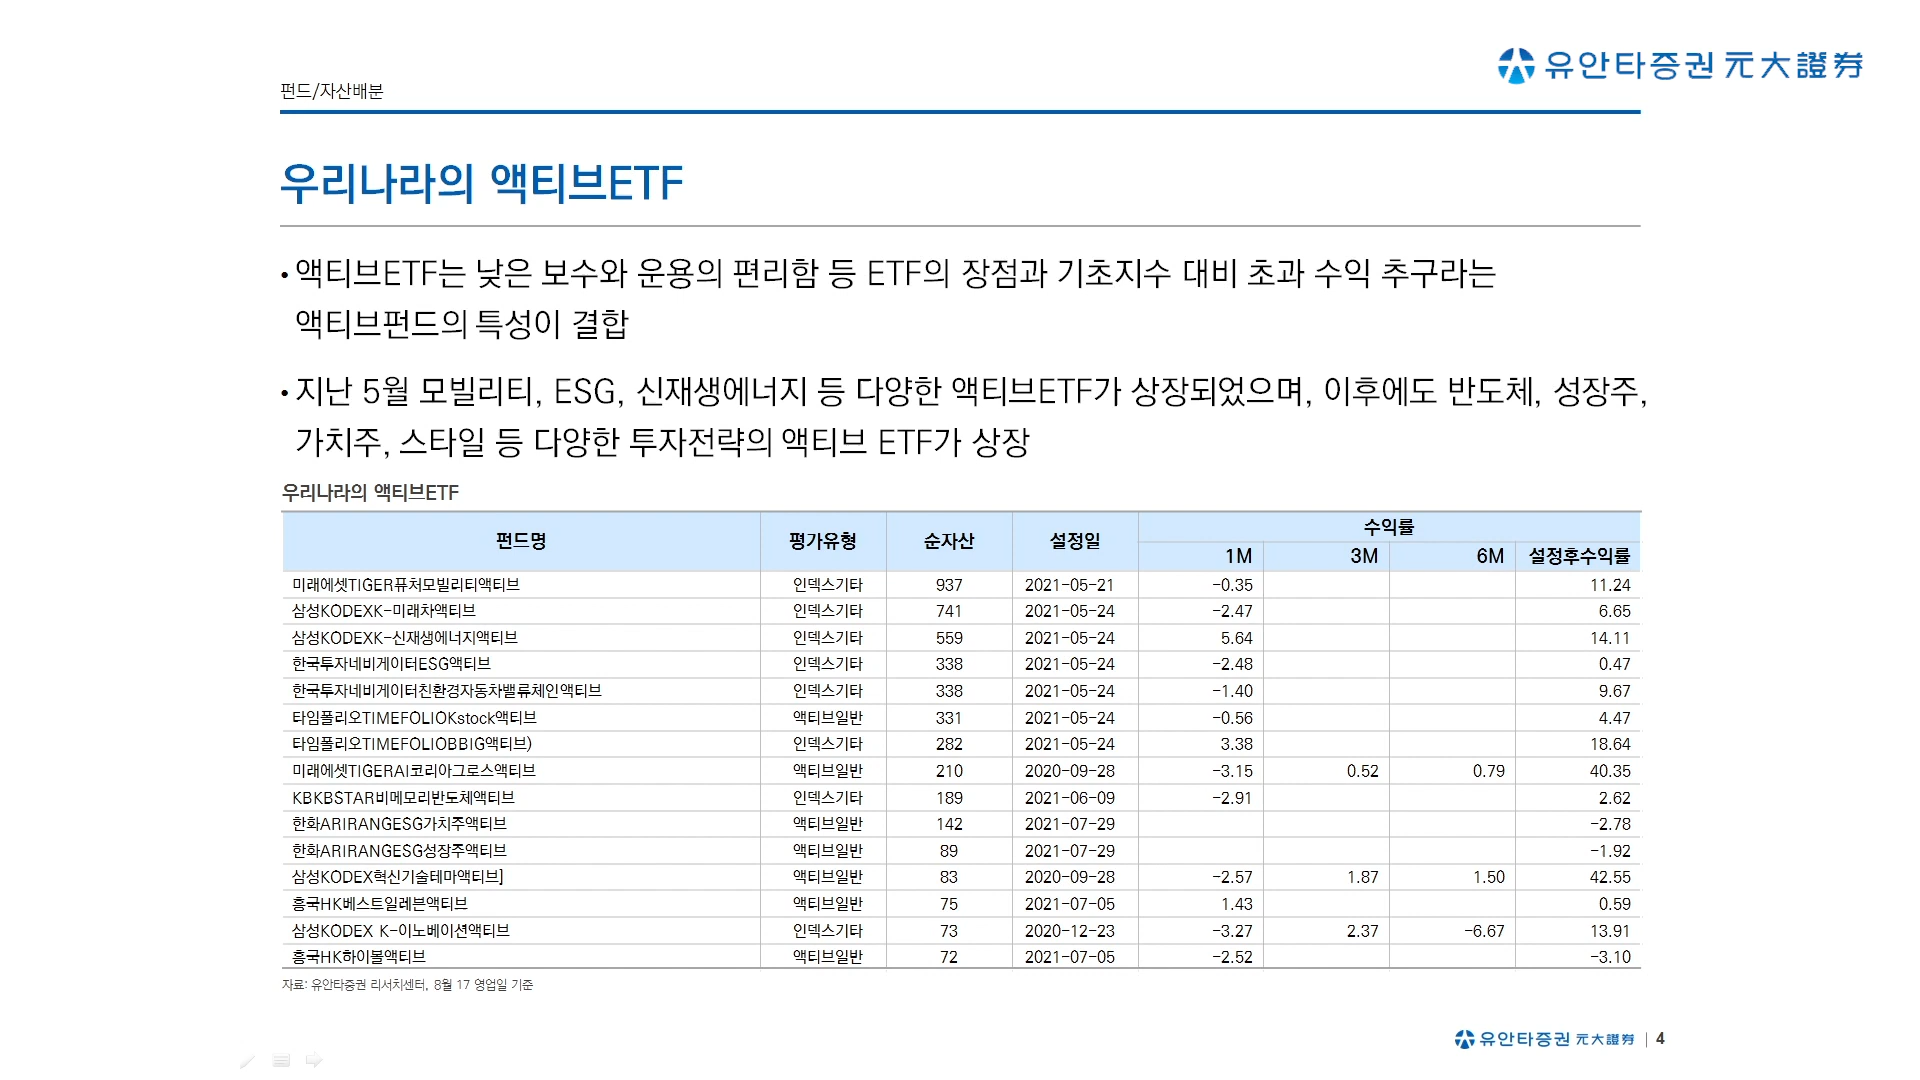 유안타증권 元大證券
펀드/자산배분
우리나라의 액티브ETF
• 액티브ETF는 낮은 보수와 운용의 편리함 등 ETF의 장점과 기초지수 대비 초과 수익 추구라는
액티브펀드의 특성이 결합
• 지난 5월 모빌리티, ESG, 신재생에너지 등 다양한 액티브ETF가 상장되었으며, 이후에도 반도체, 성장주,
가치주, 스타일 등 다양한 투자전략의 액티브 ETF가 상장
우리나라의 액티브ETF
펀드명 평가유형 순자산 설정일 수익률
1M 3M 6M 설정후수익률
미래에셋TIGER퓨처모빌리티액티브 인덱스기타 937 2021-05-21 -0.35 11.24
삼성KODEXK-미래차액티브 인덱스기타 741 2021-05-24 -2.47 6.65
삼성KODEXK-신재생에너지액티브 인덱스기타 559 2021-05-24 5.64 14.11
한국투자네비게이터ESG액티브 인덱스기타 338 2021-05-24 -2.48 0.47
한국투자네비게이터친환경자동차밸류체인액티브 인덱스기타 338 2021-05-24 -1.40 9.67
타임폴리오TIMEFOLIOKstock액티브 액티브일반 331 2021-05-24 -0.56 4.47
타임폴리오TIMEFOLIOBBIG액티브) 인덱스기타 282 2021-05-24 3.38 18.64
미래에셋TIGERAI코리아그로스액티브 액티브일반 210 2020-09-28 -3.15 0.52 0.79 40.35
KBKBSTAR비메모리반도체액티브 인덱스기타 189 2021-06-09 -2.91 2.62
한화ARIRANGESG가치주액티브 액티브일반 142 2021-07-29 -2.78
한화ARIRANGESG성장주액티브 액티브일반 89 2021-07-29 -1.92
삼성KODEX혁신기술테마액티브] 액티브일반 83 2020-09-28 -2.57 1.87 1.50 42.55
흥국HK베스트일레븐액티브 액티브일반 75 2021-07-05 1.43 0.59
삼성KODEX K-이노베이션액티브 인덱스기타 73 2020-12-23 -3.27 2.37 -6.67 13.91
흥국HK하이볼액티브 액티브일반 72 2021-07-05 -2.52 -3.10
자료: 유안타증권 리서치센터, 8월 17 영업일 기준
유안타증권 元大證券 | 4